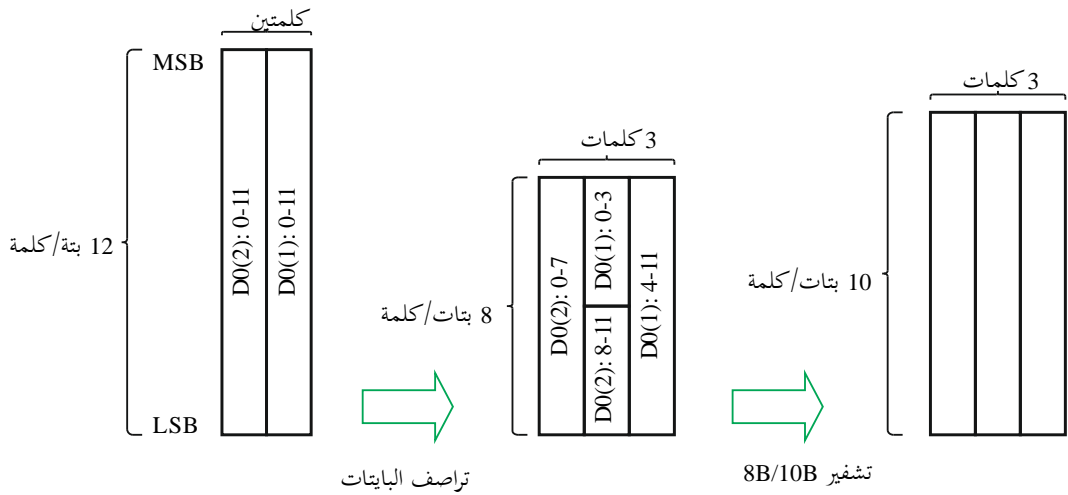 كلمتين
MSB
12 بتة/كلمة
D0(2): 0-11
D0(1): 0-11
LSB
تراصف البايتات
3 كلمات
8 بتات/كلمة
D0(2): 0-7
D0(1): 0-3
D0(2): 8-11
D0(1): 4-11
تشفير 8B/10B
3 كلمات
10 بتات/كلمة